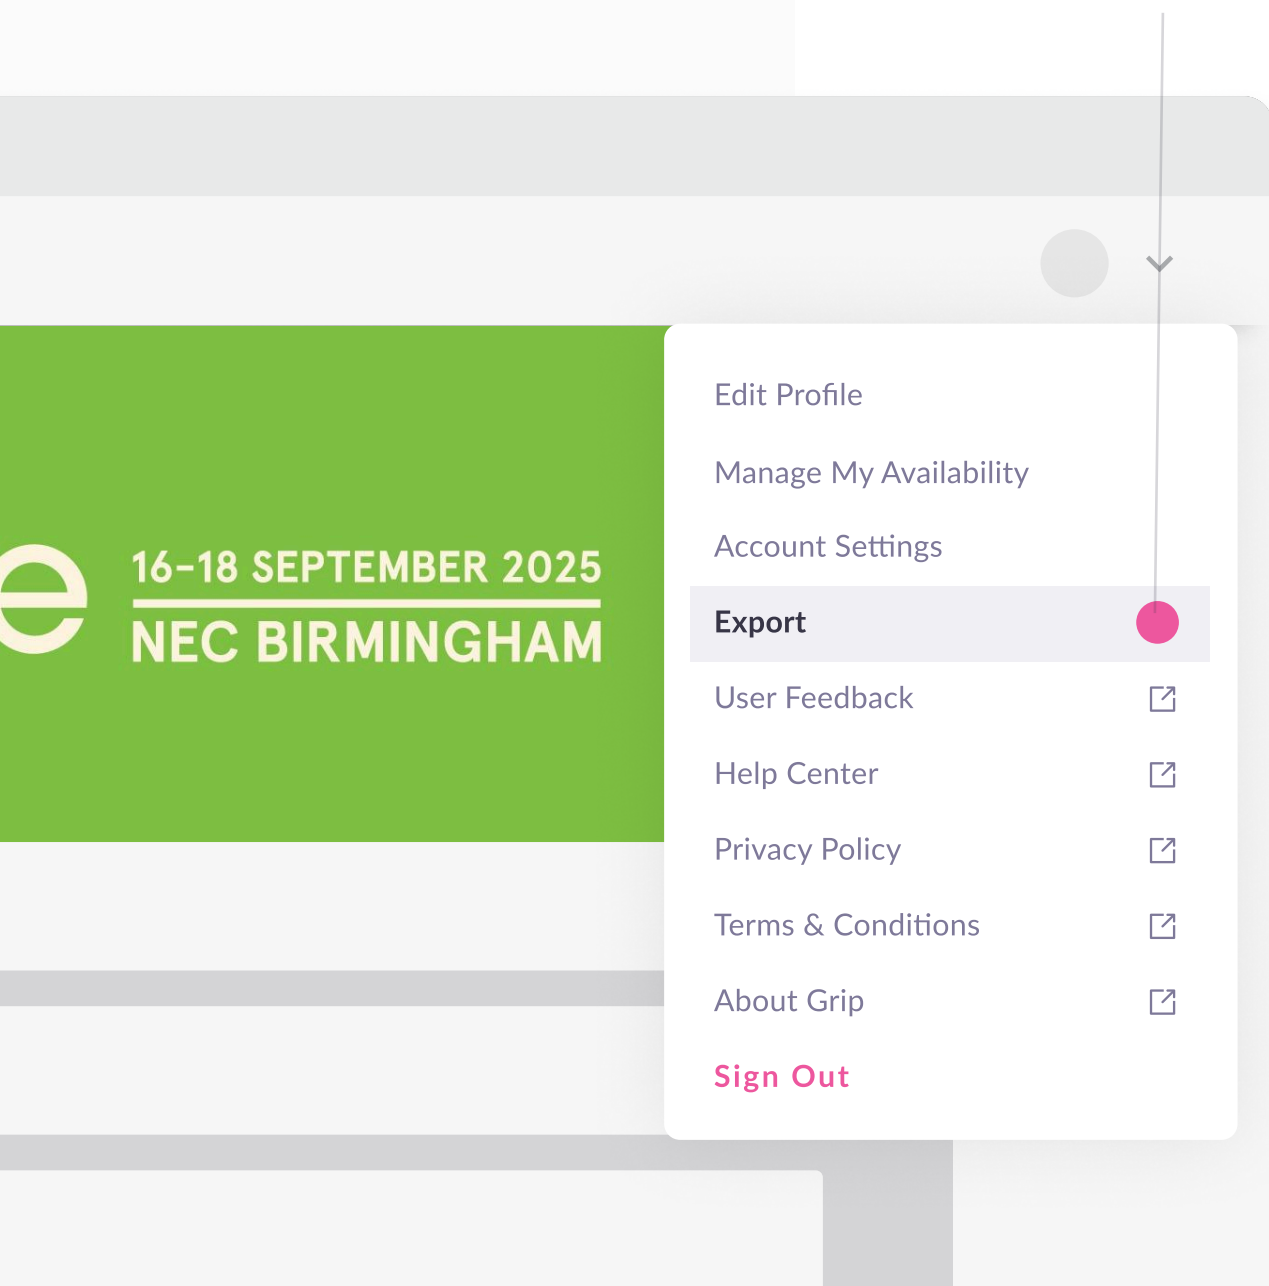 16–18 SEPTEMBER 2025
NEC BIRMINGHAM
Edit Profile
Manage My Availability
Account Settings
Export
User Feedback
Help Center
Privacy Policy
Terms & Conditions
About Grip
Sign Out